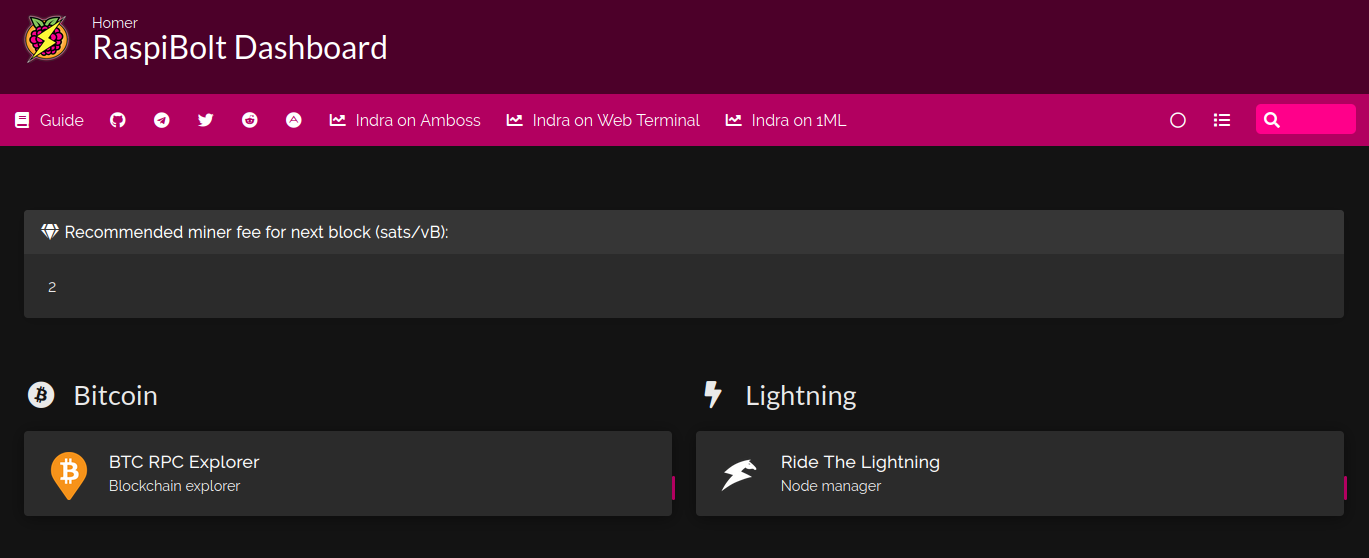 Homer
RaspiBolt Dashboard
Guide Indra on Amboss Indra on Web Terminal Indra on 1ML
Recommended miner fee for next block (sats/vB):
2
Bitcoin
BTC RPC Explorer
Blockchain explorer
Lightning
Ride The Lightning
Node manager